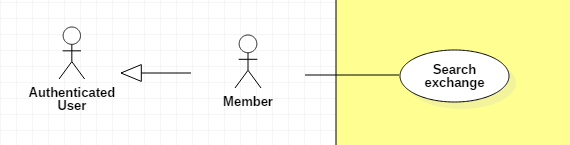 Authenticated
User
Member
Search
exchange